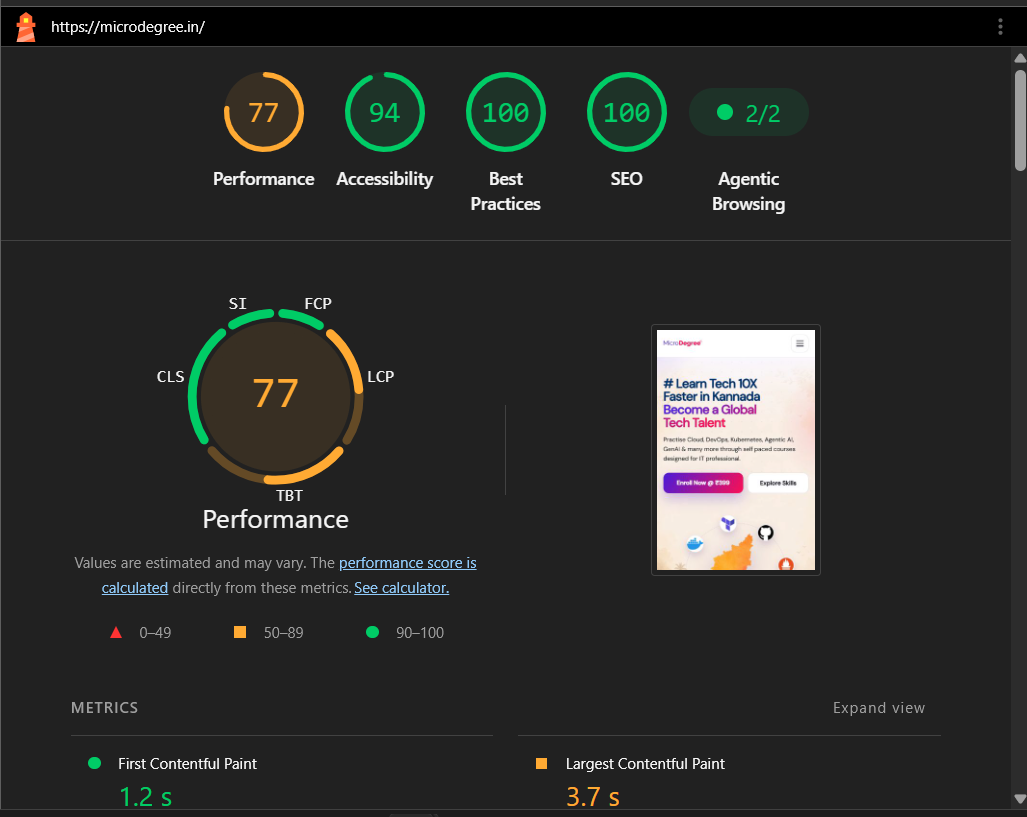 https://microdegree.in/
77
94
100
100
2/2
Performance
Accessibility
Best
Practices
SEO
Agentic
Browsing
SI
FCP
CLS
LCP
77
TBT
Performance
Values are estimated and may vary. The performance score is
calculated directly from these metrics. See calculator.
0–49
50–89
90–100
MicroDegree
# Learn Tech 10X
Faster in Kannada
Become a Global
Tech Talent
Practise Cloud, DevOps, Kubernetes, Agentic AI,
GenAI & many more through self paced courses
designed for IT professional.
Enroll Now @ ₹399
Explore Skills
METRICS
Expand view
First Contentful Paint
1.2 s
Largest Contentful Paint
3.7 s